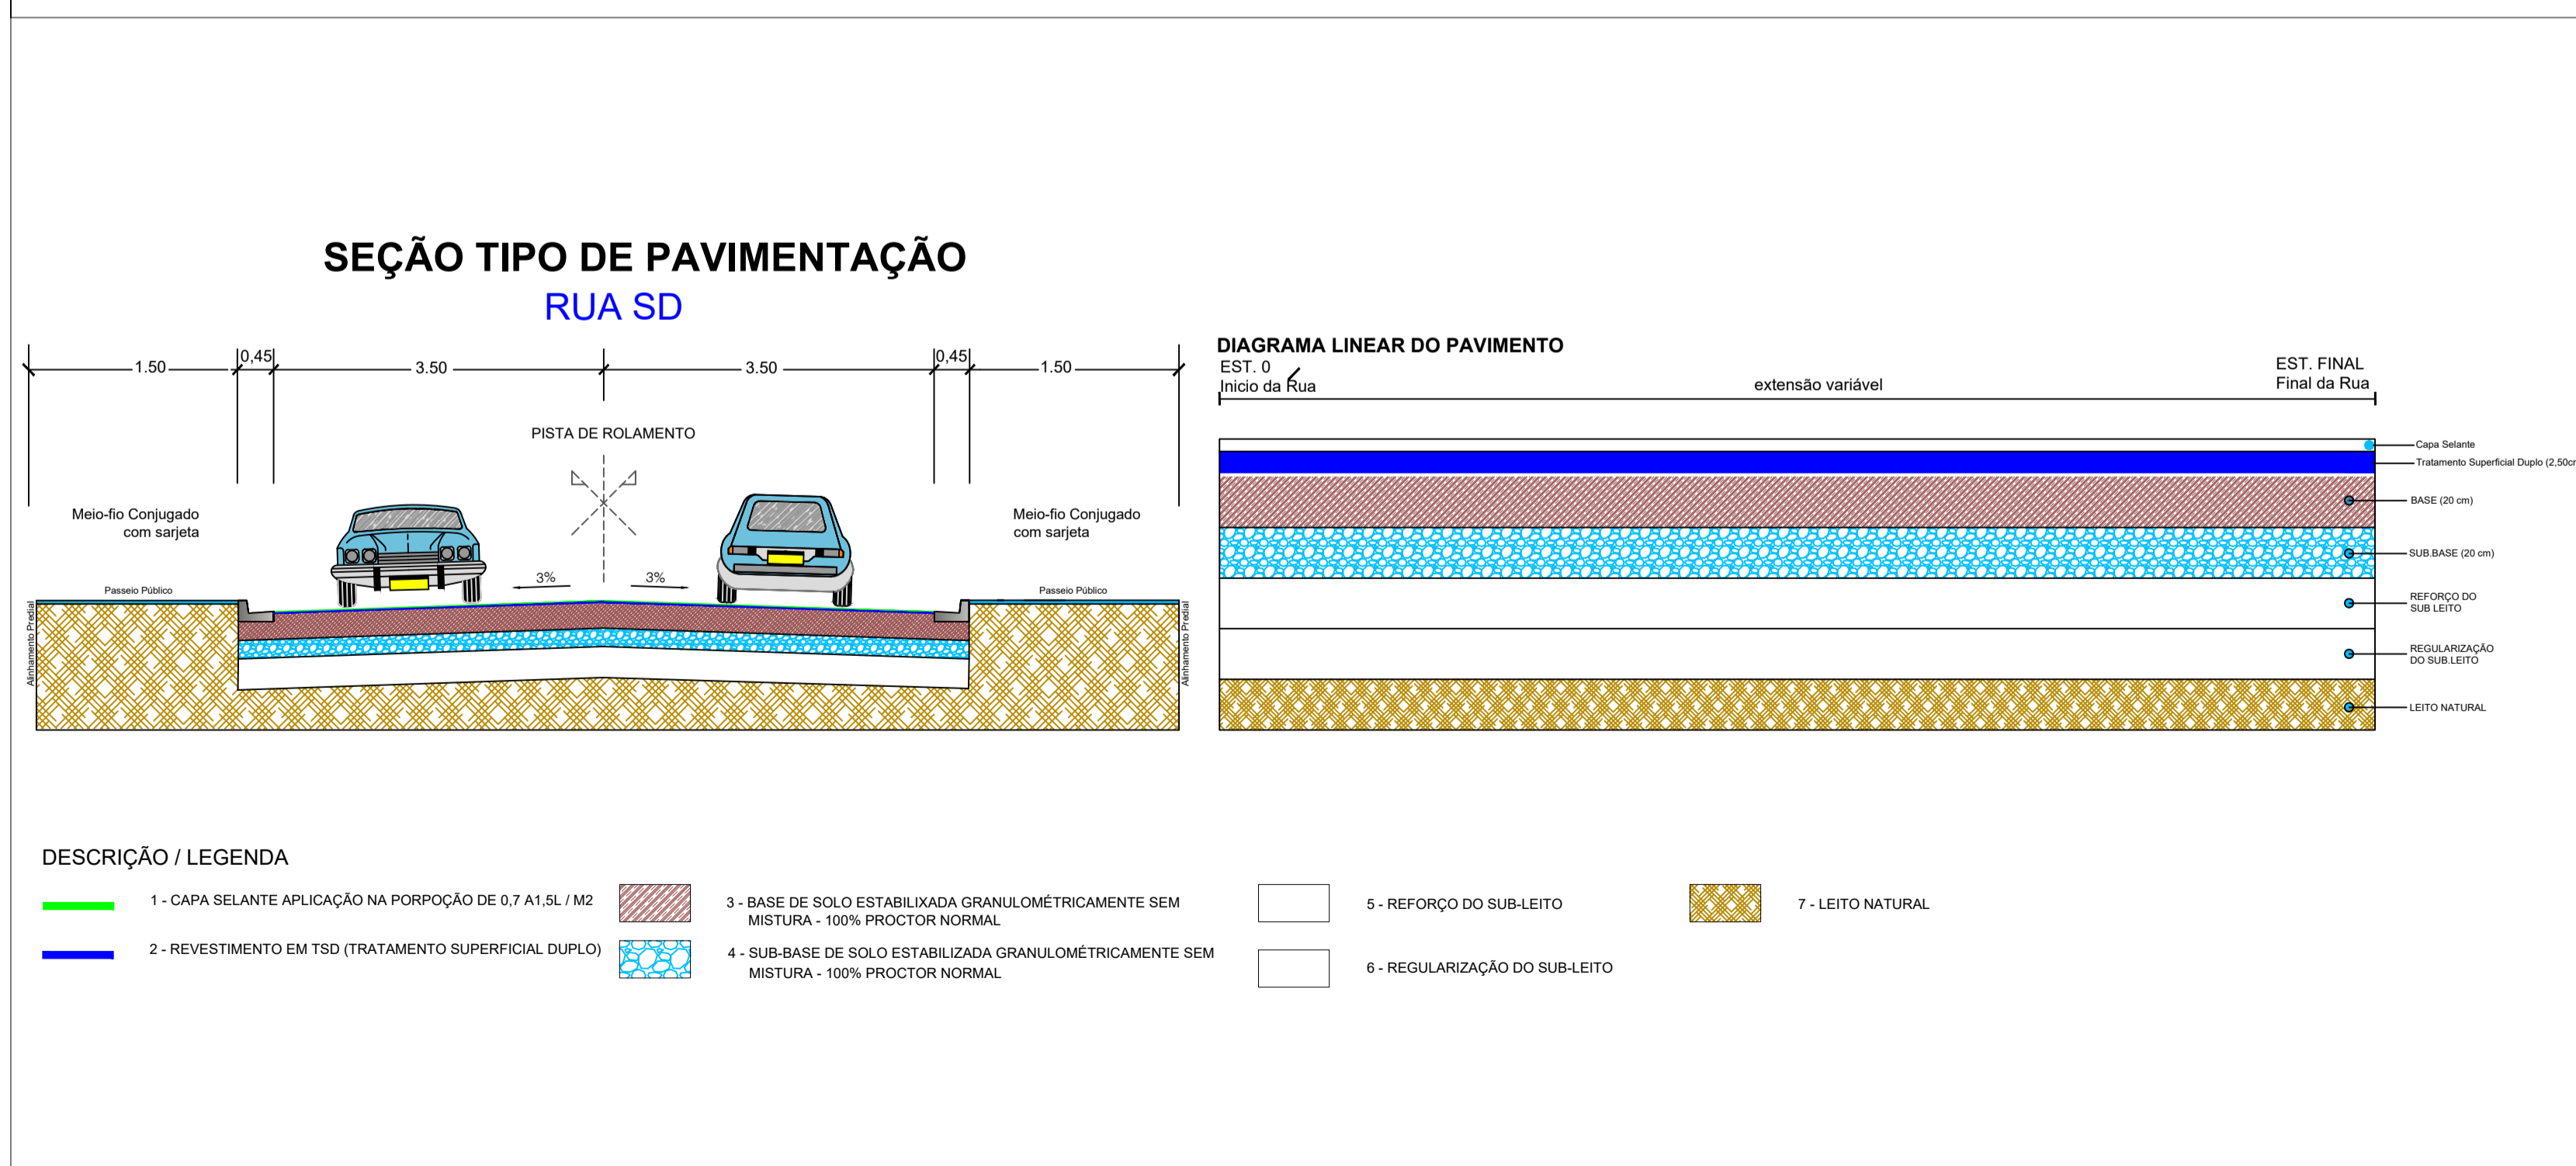 SEÇÃO TIPO DE PAVIMENTAÇÃO
RUA SD
1.50
0,45
3.50
3.50
0,45
1.50
PISTA DE ROLAMENTO
Meio-fio Conjugado
com sarjeta
Meio-fio Conjugado
com sarjeta
3%
3%
Passeio Público
Passeio Público
Alinhamento Predial
Alinhamento Predial
DIAGRAMA LINEAR DO PAVIMENTO
EST. 0
Inicio da Rua
extensão variável
EST. FINAL
Final da Rua
Capa Selante
Tratamento Superficial Duplo (2,50cm
BASE (20 cm)
SUB.BASE (20 cm)
REFORÇO DO
SUB LEITO
REGULARIZAÇÃO
DO SUB.LEITO
LEITO NATURAL
DESCRIÇÃO / LEGENDA
1 - CAPA SELANTE APLICAÇÃO NA PORPOÇÃO DE 0,7 A1,5L / M2
2 - REVESTIMENTO EM TSD (TRATAMENTO SUPERFICIAL DUPLO)
3 - BASE DE SOLO ESTABILIXADA GRANULOMÉTRICAMENTE SEM
MISTURA - 100% PROCTOR NORMAL
4 - SUB-BASE DE SOLO ESTABILIZADA GRANULOMÉTRICAMENTE SEM
MISTURA - 100% PROCTOR NORMAL
5 - REFORÇO DO SUB-LEITO
6 - REGULARIZAÇÃO DO SUB-LEITO
7 - LEITO NATURAL